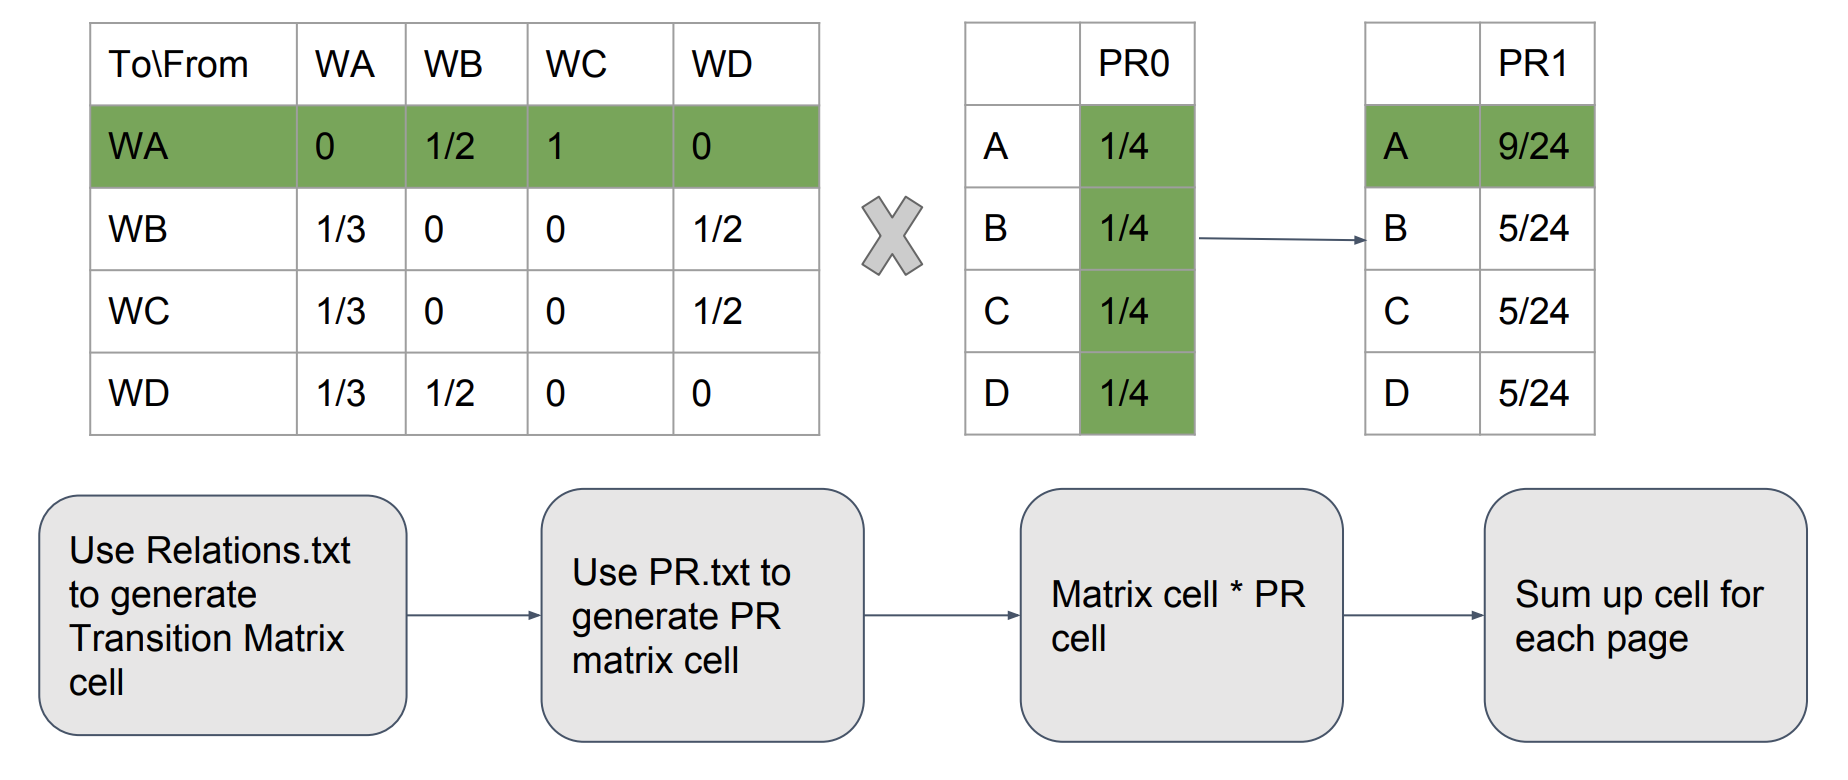 To\From WA WB WC WD
WA 0 1/2 1 0
WB 1/3 0 0 1/2
WC 1/3 0 0 1/2
WD 1/3 1/2 0 0
PR0
A 1/4
B 1/4
C 1/4
D 1/4
PR1
A 9/24
B 5/24
C 5/24
D 5/24
Use Relations.txt
to generate
Transition Matrix
cell
Use PR.txt to
generate PR
matrix cell
Matrix cell * PR
cell
Sum up cell for
each page